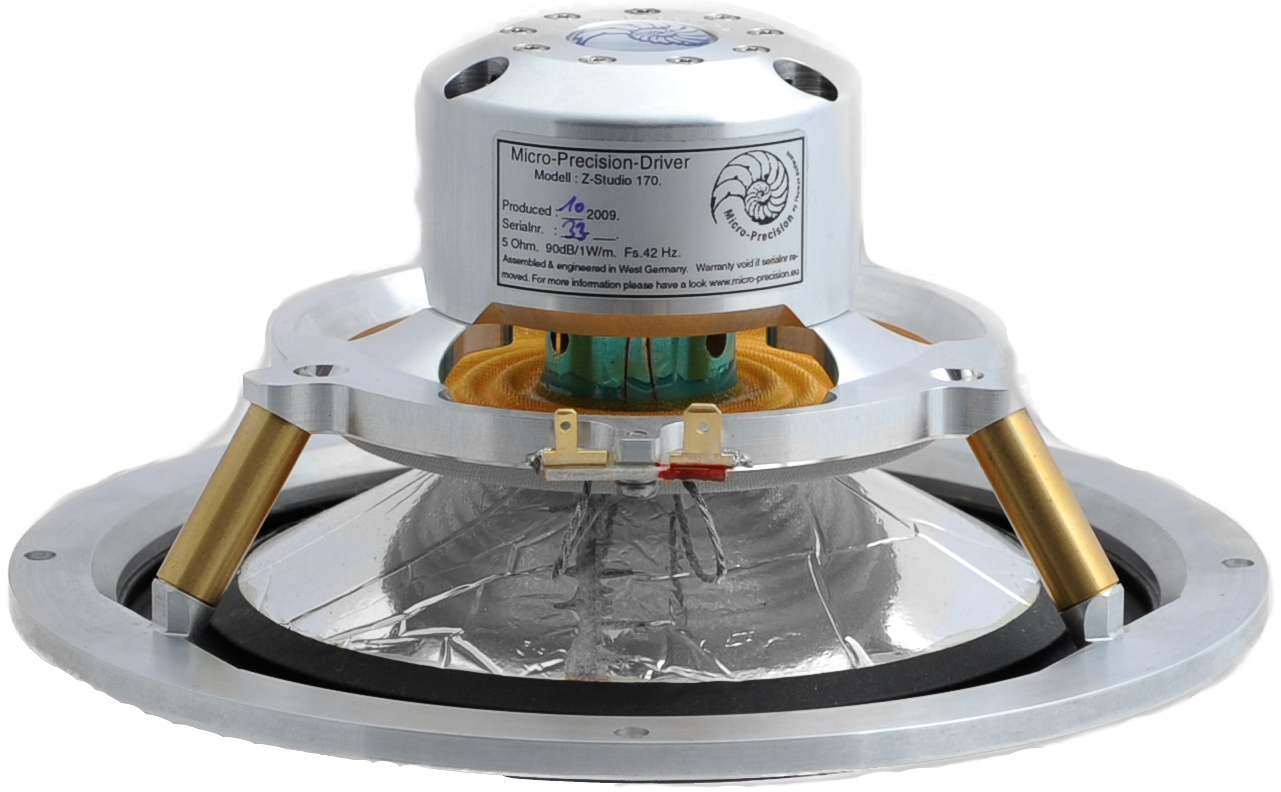 Micro-Precision-Driver
Modell : Z-Studio 170.
Produced : 10 2009.
Serialnr. : 33 .
5 Ohm. 90dB/1W/m. Fs.42 Hz.
Assembled & engineered in West Germany. Warranty void if serialnr re-
moved. For more information please have a look www.micro-precision.eu
Micro-Precision